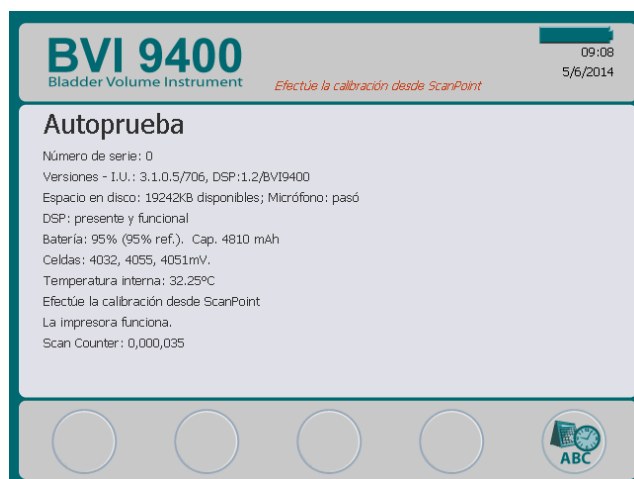 BVI 9400
Bladder Volume Instrument
Efectúe la calibración desde ScanPoint
09:08
5/6/2014
Autoprueba
Número de serie: 0
Versiones - I.U.: 3.1.0.5/706, DSP:1.2/BVI9400
Espacio en disco: 19242KB disponibles; Micrófono: pasó
DSP: presente y funcional
Batería: 95% (95% ref.). Cap. 4810 mAh
Celdas: 4032, 4055, 4051mV.
Temperatura interna: 32.25ºC
Efectúe la calibración desde ScanPoint
La impresora funciona.
Scan Counter: 0,000,035
ABC